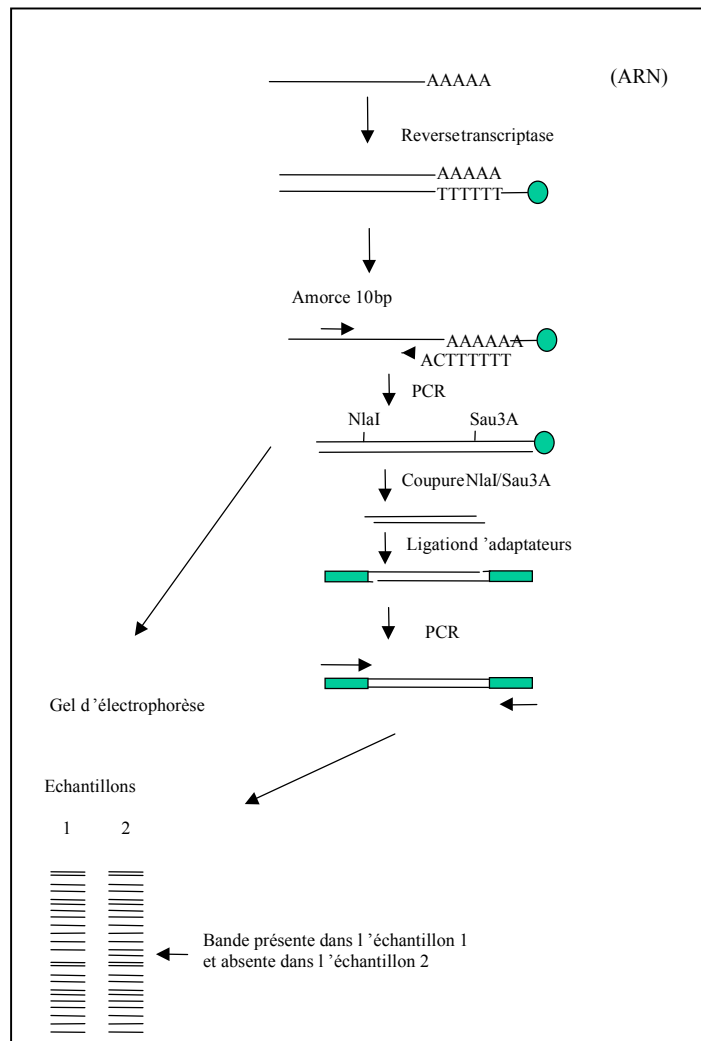 AAAAA (ARN)
Reversetranscriptase
AAAAA
TTTTTT
Amorce 10bp
AAAAAA
ACTTTTTT
PCR
NlaI Sau3A
CoupureNlaI/Sau3A
Ligationd ’adaptateurs
PCR
Gel d ’électrophorèse
Echantillons
1 2
Bande présente dans l ’échantillon 1
et absente dans l ’échantillon 2